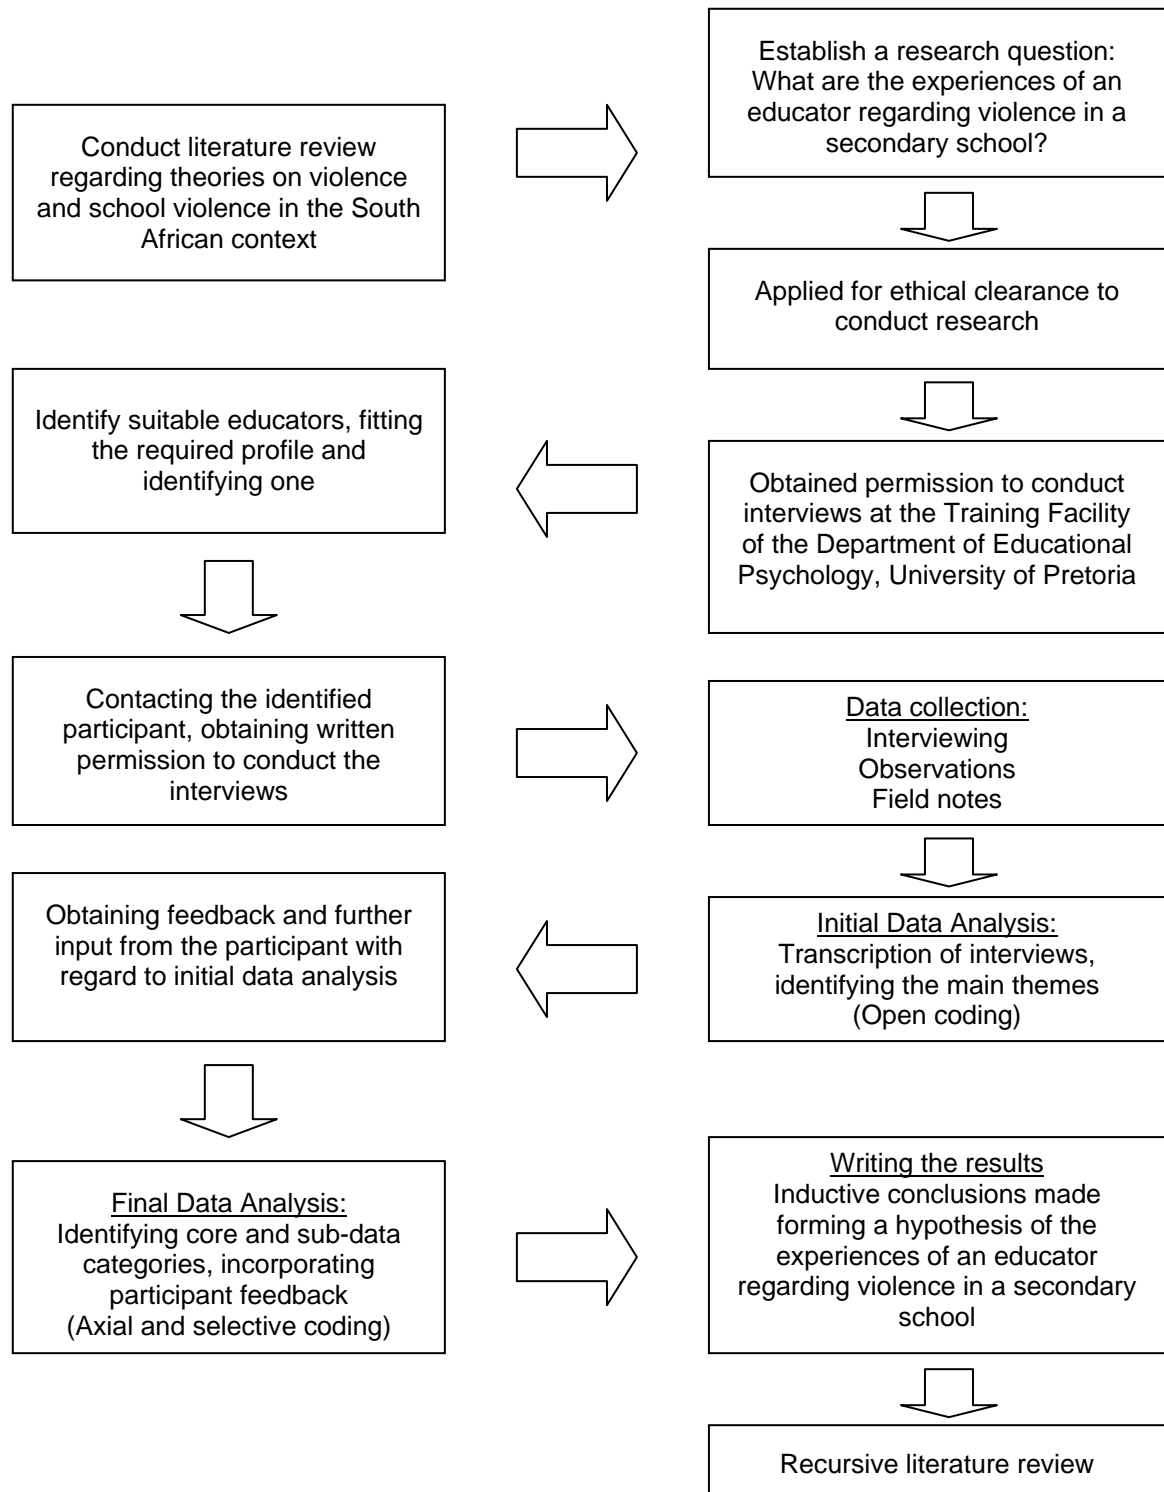 Conduct literature review
regarding theories on violence
and school violence in the South
African context
Establish a research question:
What are the experiences of an
educator regarding violence in a
secondary school?
Applied for ethical clearance to
conduct research
Obtained permission to conduct
interviews at the Training Facility
of the Department of Educational
Psychology, University of Pretoria
Identify suitable educators, fitting
the required profile and
identifying one
Contacting the identified
participant, obtaining written
permission to conduct the
interviews
Data collection:
Interviewing
Observations
Field notes
Initial Data Analysis:
Transcription of interviews,
identifying the main themes
(Open coding)
Obtaining feedback and further
input from the participant with
regard to initial data analysis
Final Data Analysis:
Identifying core and sub-data
categories, incorporating
participant feedback
(Axial and selective coding)
Writing the results
Inductive conclusions made
forming a hypothesis of the
experiences of an educator
regarding violence in a secondary
school
Recursive literature review